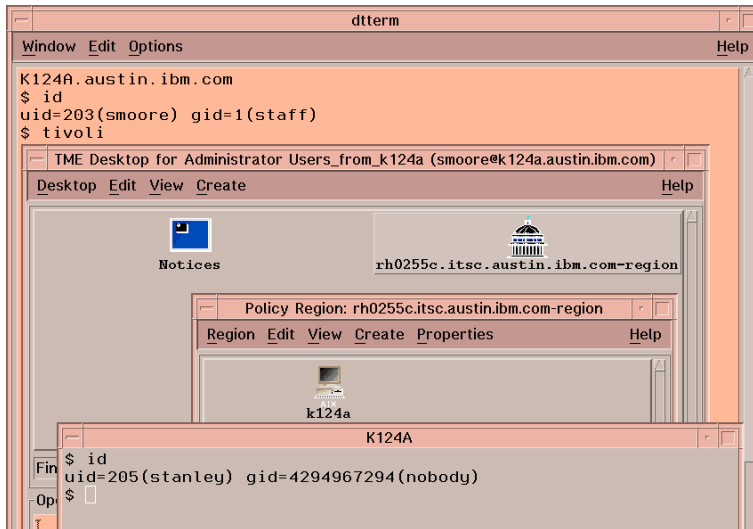 dtterm
Window Edit Options Help
K124A.austin.ibm.com
$ id
uid=203(smoore) gid=1(staff)
$ tivoli
TME Desktop for Administrator Users_from_k124a (smoore@k124a.austin.ibm.com)
Desktop Edit View Create Help
Notices
rh0255c.itsc.austin.ibm.com-region
Policy Region: rh0255c.itsc.austin.ibm.com-region
Region Edit View Create Properties Help
AIX
k124a
K124A
$ id
uid=205(stanley) gid=4294967294(nobody)
$
Fin
Ope